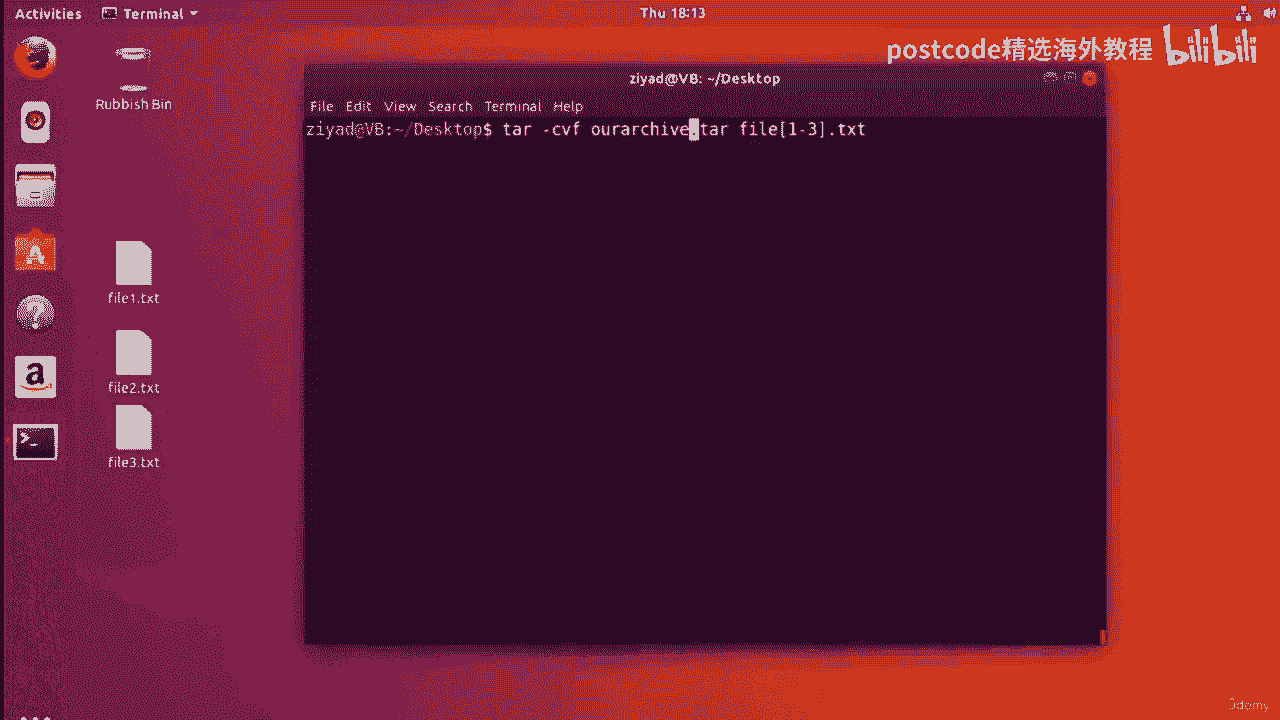 Activities Terminal Thu 18:13
postcode精选海外教程 bilibili
Rubbish Bin
ziyad@VB: ~/Desktop
File Edit View Search Terminal Help
ziyad@VB:~/Desktop$ tar -cvf ourarchive.tar file[1-3].txt
file1.txt
file2.txt
file3.txt
Udemy